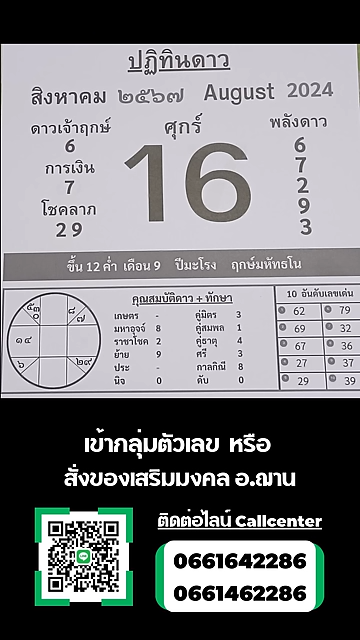 ปฏิทินดาว
สิงหาคม ๒๕๖๗ August 2024
ดาวเจ้าฤกษ์
6
การเงิน
7
โชคลาภ
2 9
ศุกร์
16
พลังดาว
6
7
2
9
3
ขึ้น 12 ค่ำ เดือน 9 ปีมะโรง ฤกษ์มหัทธโน
๘
๗
๑ ๔
๖
๒๙
คุณสมบัติดาว + ทักษา
เกษตร - คู่มิตร 3
มหาอุจจ์ 8 คู่สมพล 1
ราชาโชค 2 คู่ธาตุ 4
ย้าย 9 ศรี 3
ประ - กาลกิณี 8
นิจ 0 ดับ 0
10 อันดับเลขเด่น
62 79
69 32
67 36
27 37
29 39
เข้ากลุ่มตัวเลข หรือ
สั่งของเสริมมงคล อ.ฌาน
ติดต่อไลน์ Callcenter
0661642286
0661462286